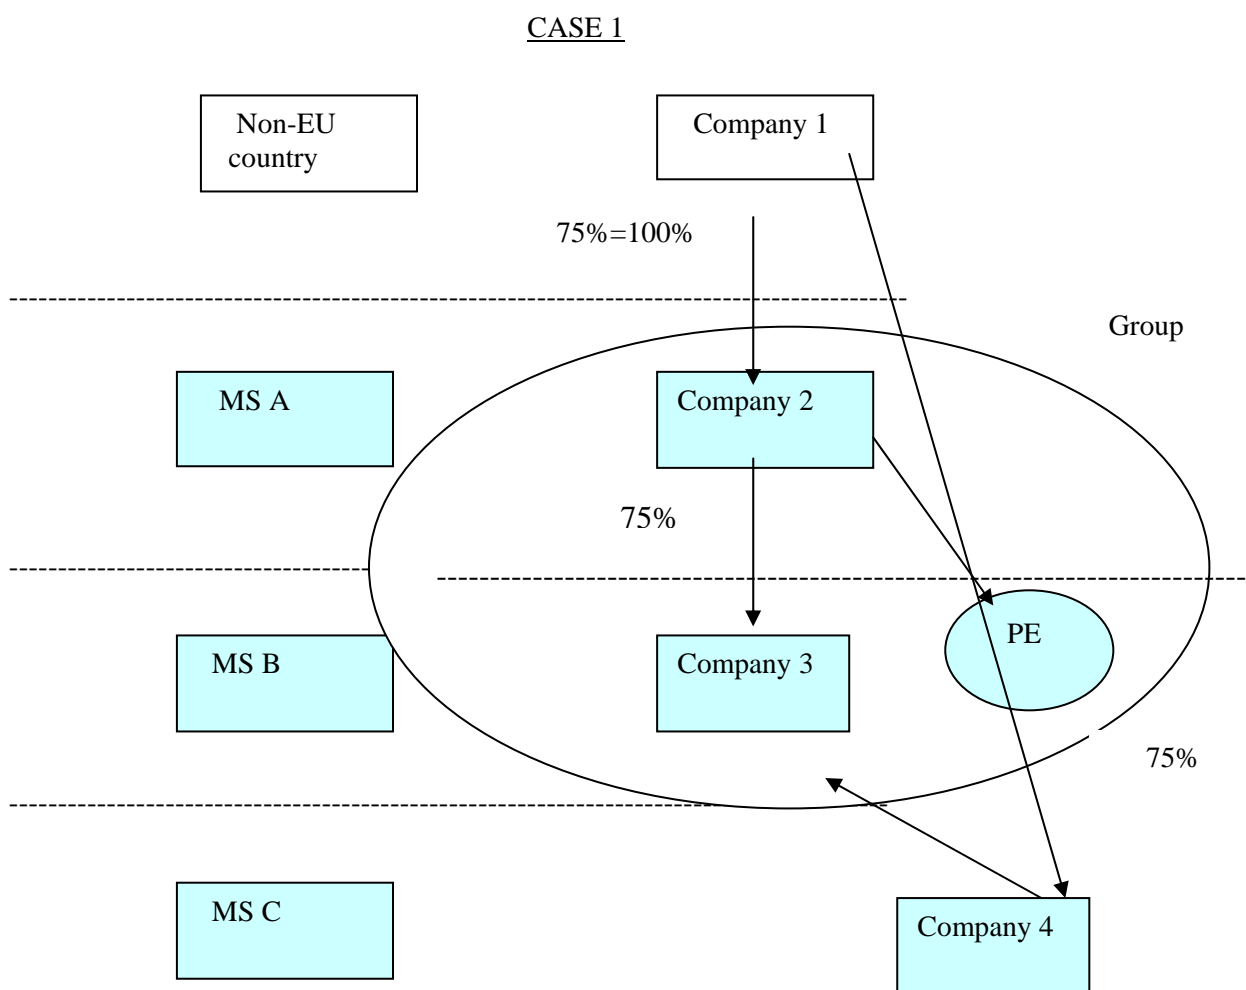 CASE 1
Non-EU
country
Company 1
75%=100%
Group
MS A
Company 2
75%
MS B
Company 3
PE
75%
MS C
Company 4